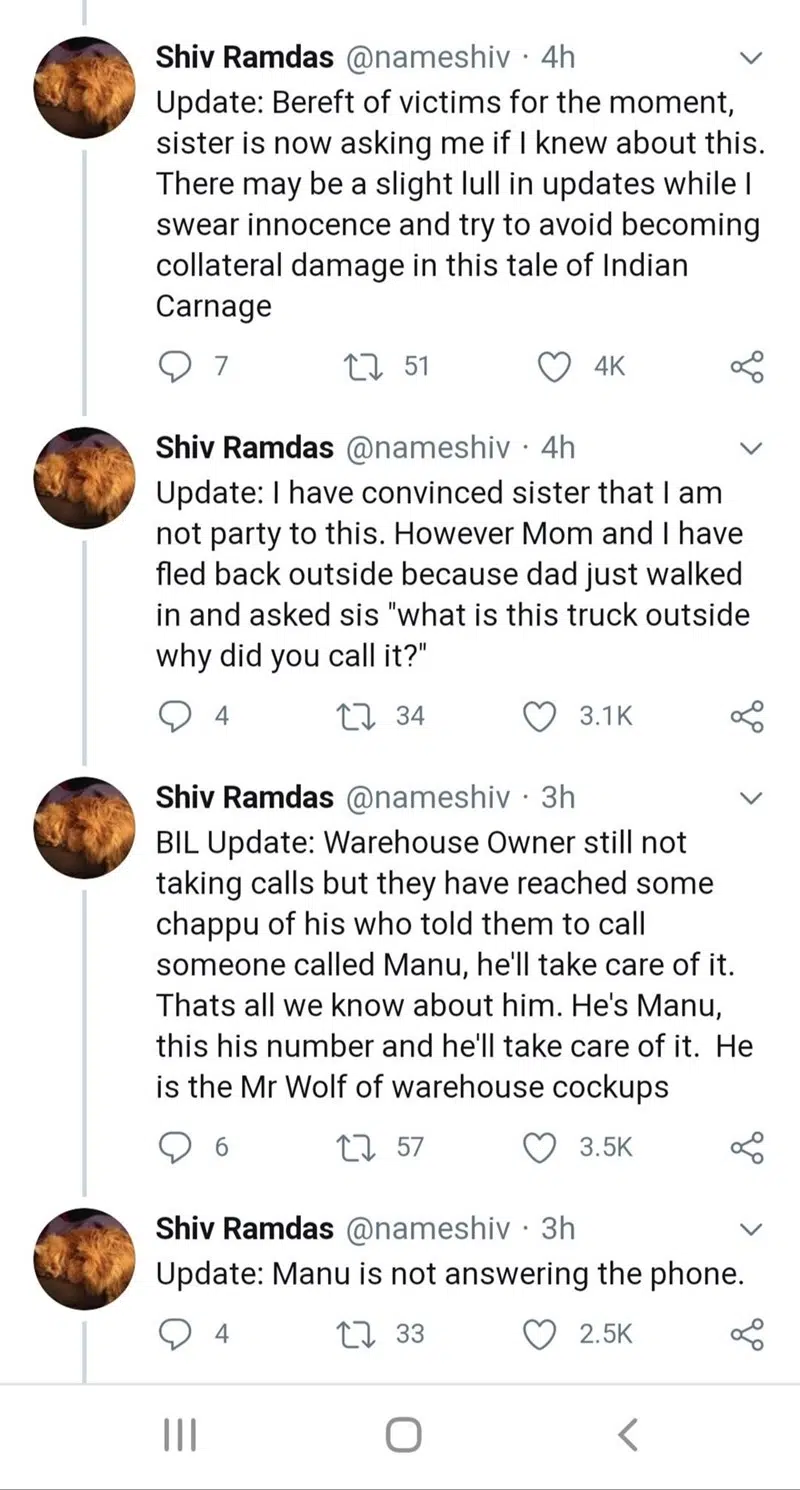 Shiv Ramdas @nameshiv · 4h
Update: Bereft of victims for the moment,
sister is now asking me if I knew about this.
There may be a slight lull in updates while I
swear innocence and try to avoid becoming
collateral damage in this tale of Indian
Carnage
7 51 4K
Shiv Ramdas @nameshiv · 4h
Update: I have convinced sister that I am
not party to this. However Mom and I have
fled back outside because dad just walked
in and asked sis "what is this truck outside
why did you call it?"
4 34 3.1K
Shiv Ramdas @nameshiv · 3h
BIL Update: Warehouse Owner still not
taking calls but they have reached some
chappu of his who told them to call
someone called Manu, he'll take care of it.
Thats all we know about him. He's Manu,
this his number and he'll take care of it.  He
is the Mr Wolf of warehouse cockups
6 57 3.5K
Shiv Ramdas @nameshiv · 3h
Update: Manu is not answering the phone.
4 33 2.5K